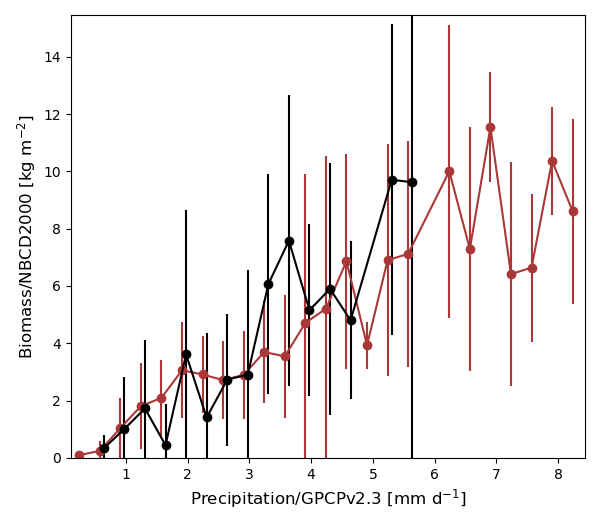 14
12
10
8
6
4
2
0
Biomass/NBCD2000 [kg m⁻²]
1 2 3 4 5 6 7 8
Precipitation/GPCPv2.3 [mm d⁻¹]